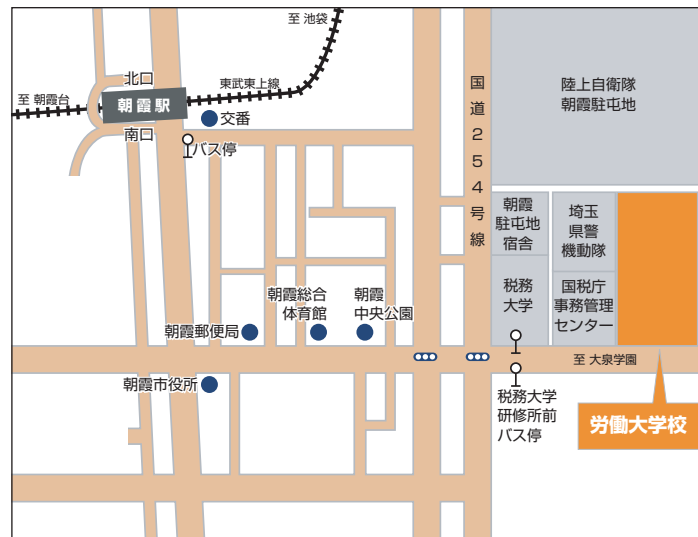 至 池袋
北口
至 朝霞台
朝霞駅
東武東上線
南口
交番
バス停
国道254号線
陸上自衛隊
朝霞駐屯地
朝霞
駐屯地
宿舎
埼玉
県警
機動隊
税務
大学
国税庁
事務管理
センター
朝霞総合
体育館
朝霞
中央公園
朝霞郵便局
朝霞市役所
至 大泉学園
税務大学
研修所前
バス停
労働大学校